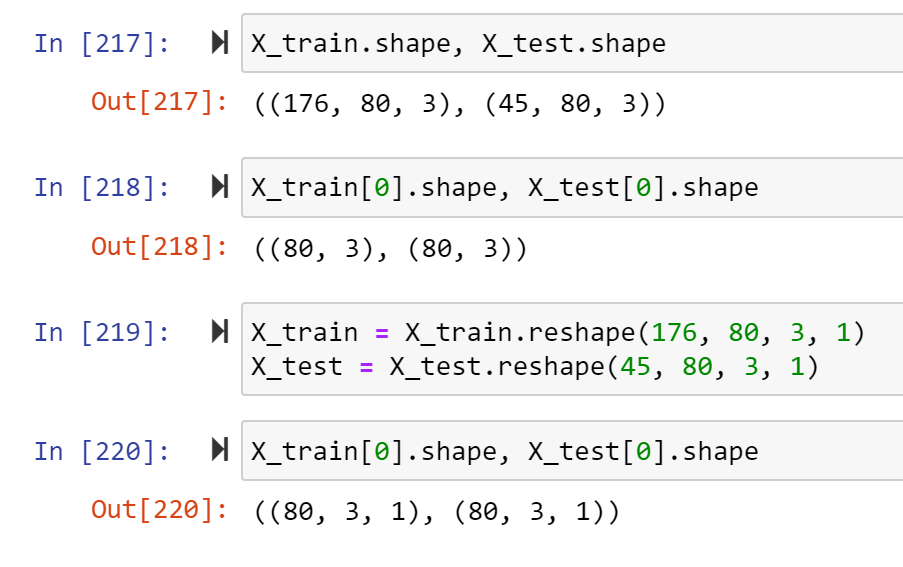 In [217]: X_train.shape, X_test.shape
Out[217]: ((176, 80, 3), (45, 80, 3))
In [218]: X_train[0].shape, X_test[0].shape
Out[218]: ((80, 3), (80, 3))
In [219]: X_train = X_train.reshape(176, 80, 3, 1)
X_test = X_test.reshape(45, 80, 3, 1)
In [220]: X_train[0].shape, X_test[0].shape
Out[220]: ((80, 3, 1), (80, 3, 1))